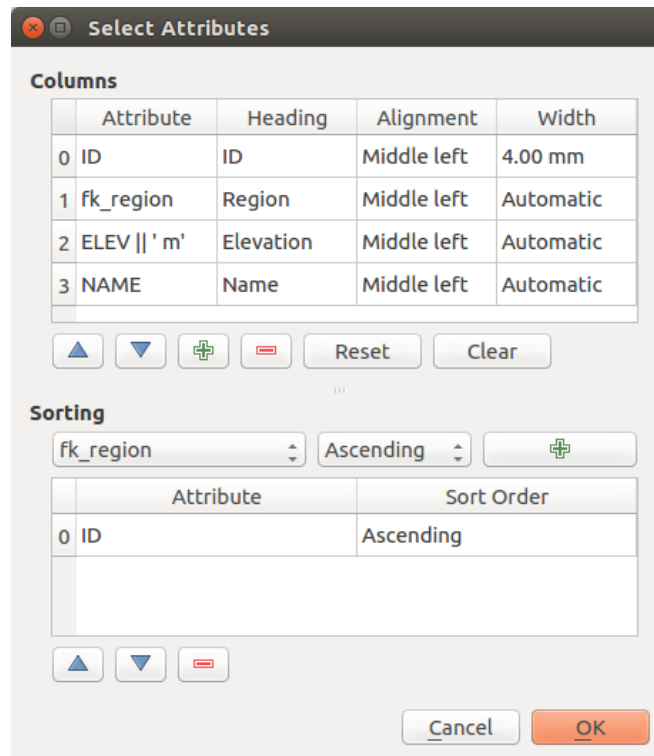 Select Attributes
Columns
Attribute Heading Alignment Width
0 ID ID Middle left 4.00 mm
1 fk_region Region Middle left Automatic
2 ELEV || ' m' Elevation Middle left Automatic
3 NAME Name Middle left Automatic
Reset Clear
Sorting
fk_region Ascending
Attribute Sort Order
0 ID Ascending
Cancel OK